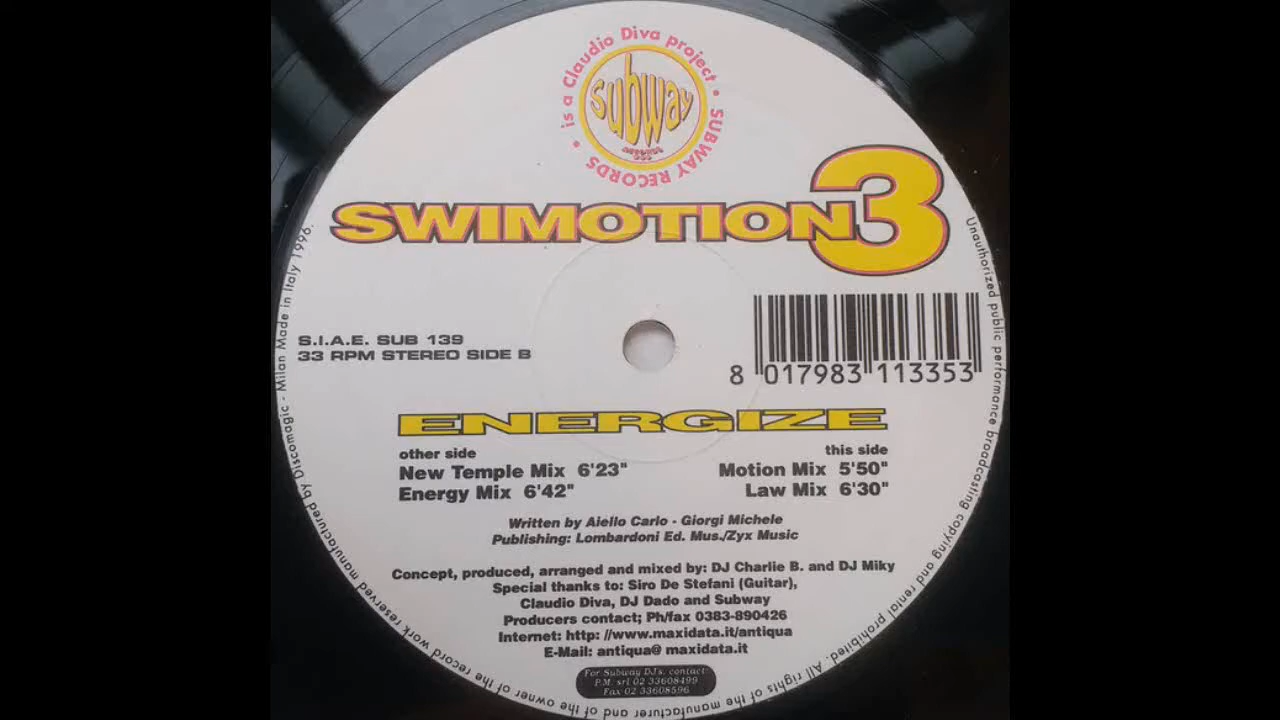 is a Claudio Diva project • SUBWAY RECORDS •
subway
RECORDS
SWIMOTION 3
S.I.A.E. SUB 139
33 RPM STEREO SIDE B
8 017983 113353
ENERGIZE
other side
New Temple Mix 6'23"
Energy Mix 6'42"
this side
Motion Mix 5'50"
Law Mix 6'30"
Written by Aiello Carlo - Giorgi Michele
Publishing: Lombardoni Ed. Mus./Zyx Music
Concept, produced, arranged and mixed by: DJ Charlie B. and DJ Miky
Special thanks to: Siro De Stefani (Guitar),
Claudio Diva, DJ Dado and Subway
Producers contact; Ph/fax 0383-890426
Internet: http: //www.maxidata.it/antiqua
E-Mail: antiqua@ maxidata.it
For Subway DJ's. contact:
P.M. srl 02 33608499
Fax 02 33608596
Unauthorized public performance broadcasting copying and rental prohibited. All rights of the manufacturer and of the owner of the record work reserved manufactured by Discomagic - Milan Made in Italy 1996.